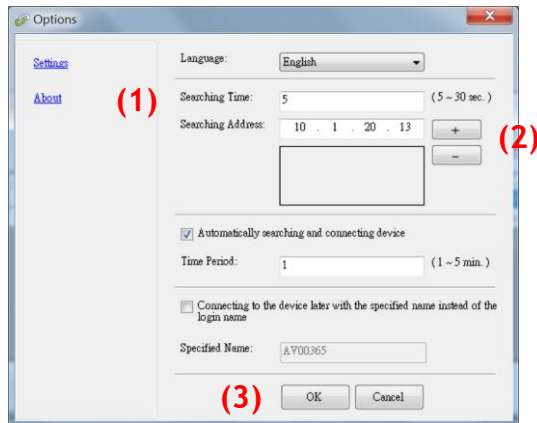 Options
Settings
About
(1)
Language:
English
Searching Time:
5
(5 ~ 30 sec.)
Searching Address:
10 . 1 . 20 . 13
+
(2)
-
Automatically searching and connecting device
Time Period:
1
(1 ~ 5 min.)
Connecting to the device later with the specified name instead of the
login name
Specified Name:
AV00365
(3)
OK
Cancel